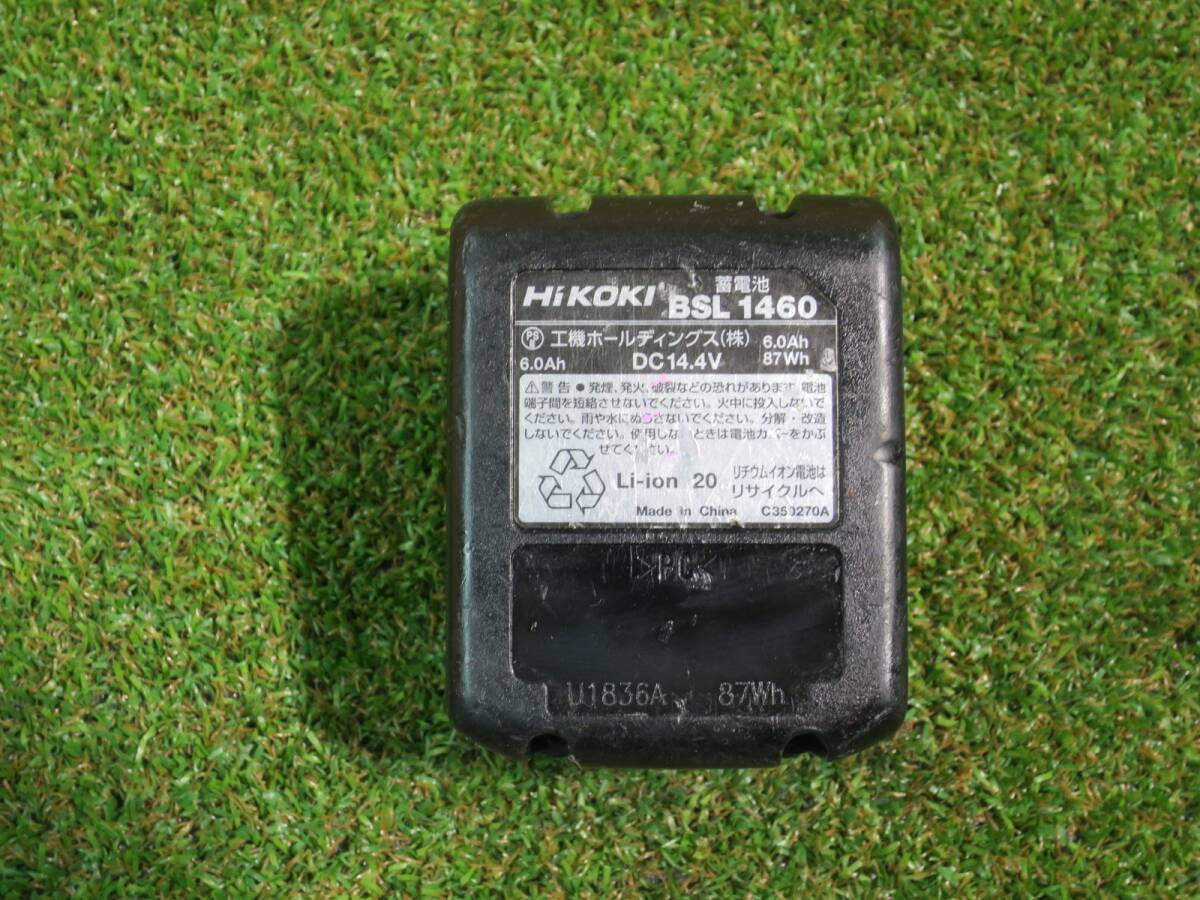 蓄電池
HiKOKI BSL 1460
PS E 工機ホールディングス(株) 6.0Ah
6.0Ah DC14.4V 87Wh
⚠警告 ● 発煙、発火、破裂などの恐れがあります。電池
端子間を短絡させないでください。火中に投入しないで
ください。雨や水にぬらさないでください。分解・改造
しないでください。使用しな ときは電池カバーをかぶ
せてください。
Li-ion 20 リチウムイオン電池は
リサイクルへ
Made in China C350270A
>PC<
U1836A 87Wh